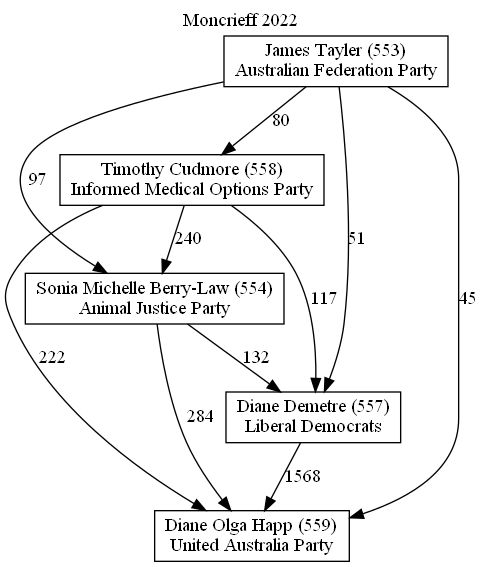 Moncrieff 2022
James Tayler (553)
Australian Federation Party
80
Timothy Cudmore (558)
Informed Medical Options Party
97
240
51
Sonia Michelle Berry-Law (554)
Animal Justice Party
117
45
222
132
Diane Demetre (557)
Liberal Democrats
284
1568
Diane Olga Happ (559)
United Australia Party